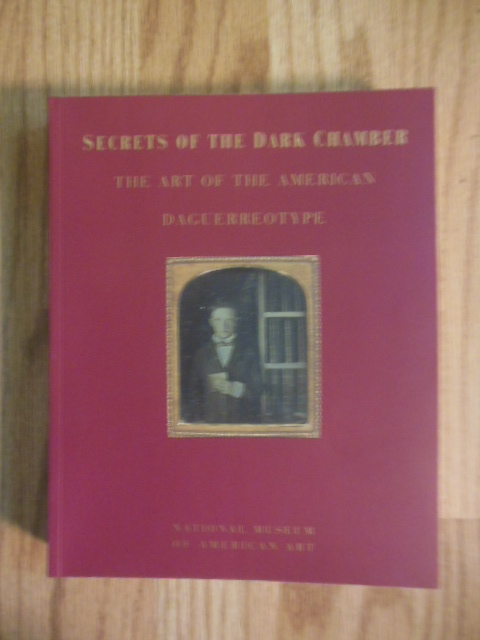 SECRETS OF THE DARK CHAMBER
THE ART OF THE AMERICAN
DAGUERREOTYPE
NATIONAL MUSEUM
OF AMERICAN ART